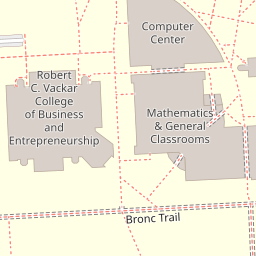 Computer
Center
Robert
C. Vackar
College
of Business
and
Entrepreneurship
Mathematics
& General
Classrooms
Bronc Trail